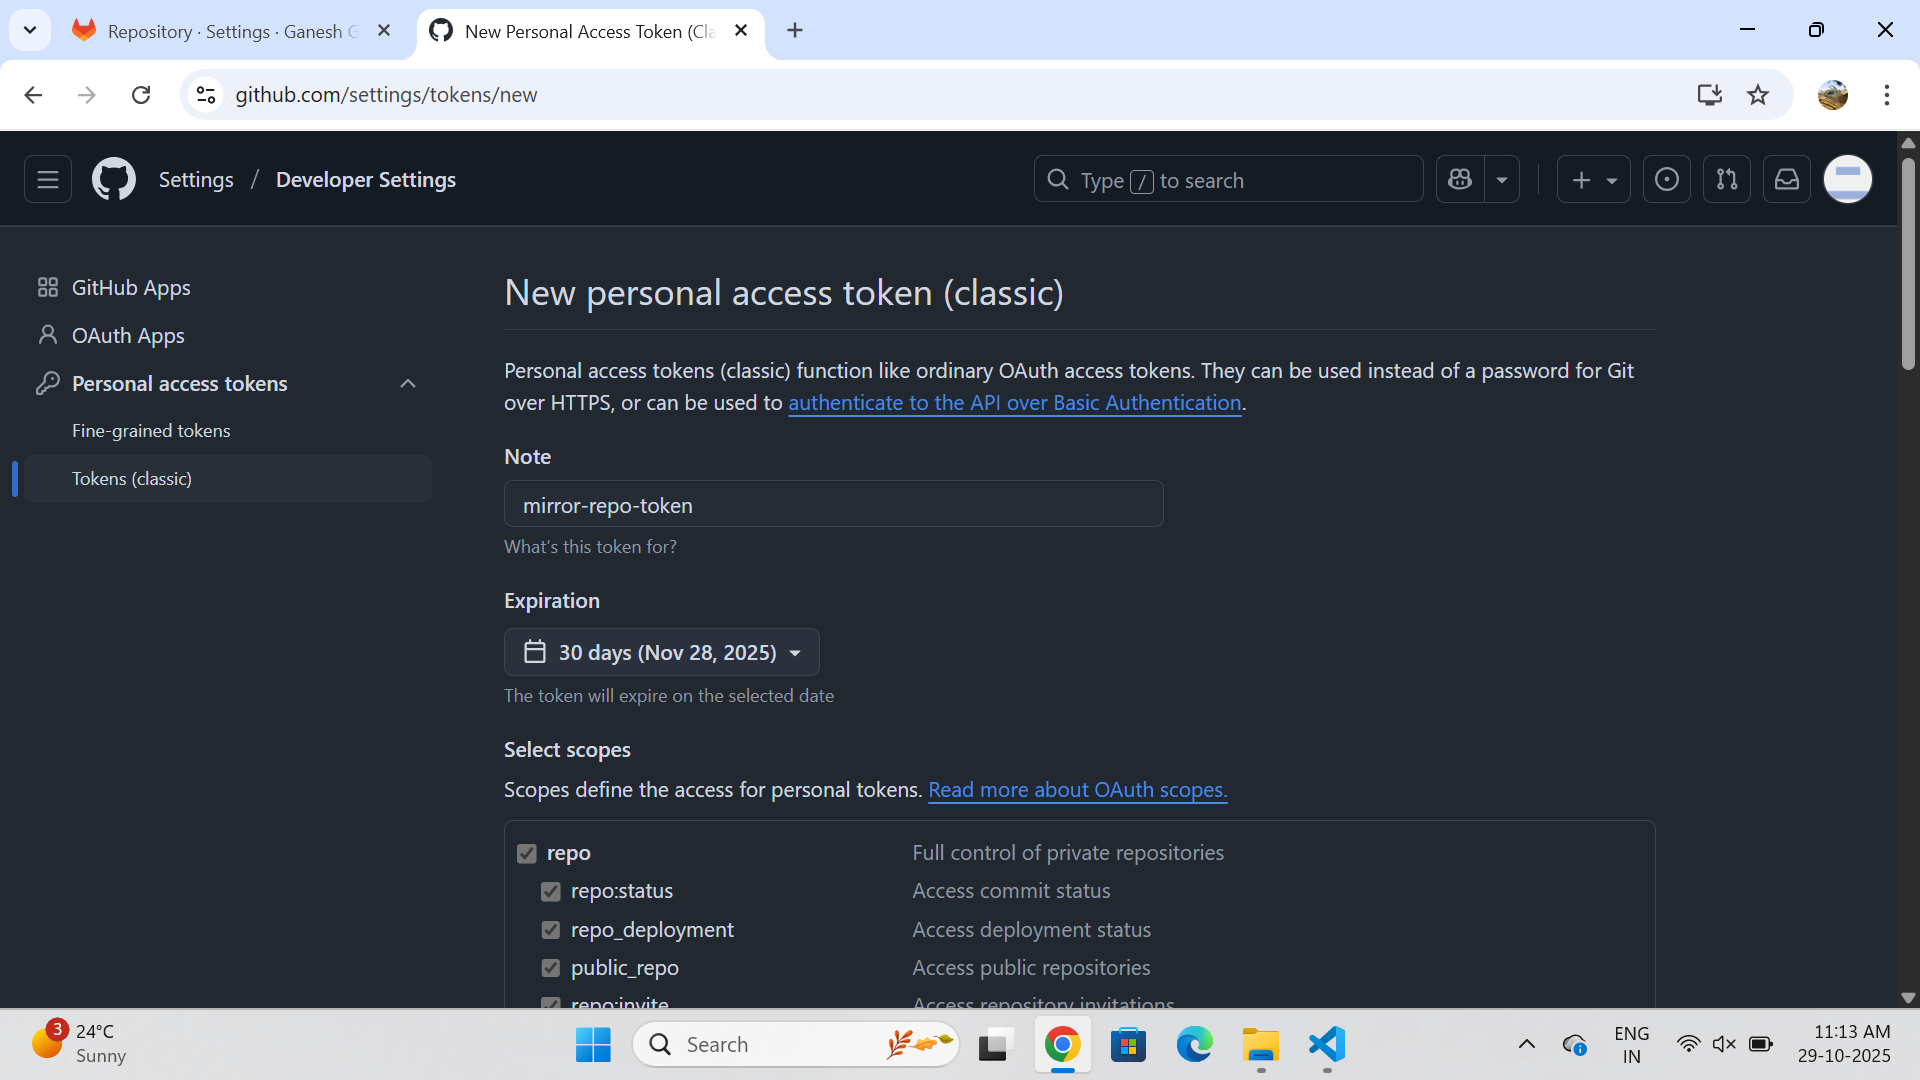 Repository · Settings · Ganesh G
New Personal Access Token (Cla
github.com/settings/tokens/new
Settings / Developer Settings
Type / to search
GitHub Apps
OAuth Apps
Personal access tokens
Fine-grained tokens
Tokens (classic)
New personal access token (classic)
Personal access tokens (classic) function like ordinary OAuth access tokens. They can be used instead of a password for Git
over HTTPS, or can be used to authenticate to the API over Basic Authentication.
Note
mirror-repo-token
What's this token for?
Expiration
30 days (Nov 28, 2025)
The token will expire on the selected date
Select scopes
Scopes define the access for personal tokens. Read more about OAuth scopes.
repo Full control of private repositories
repo:status Access commit status
repo_deployment Access deployment status
public_repo Access public repositories
repo:invite Access repository invitations
3
24°C
Sunny
Search
ENG
IN
11:13 AM
29-10-2025